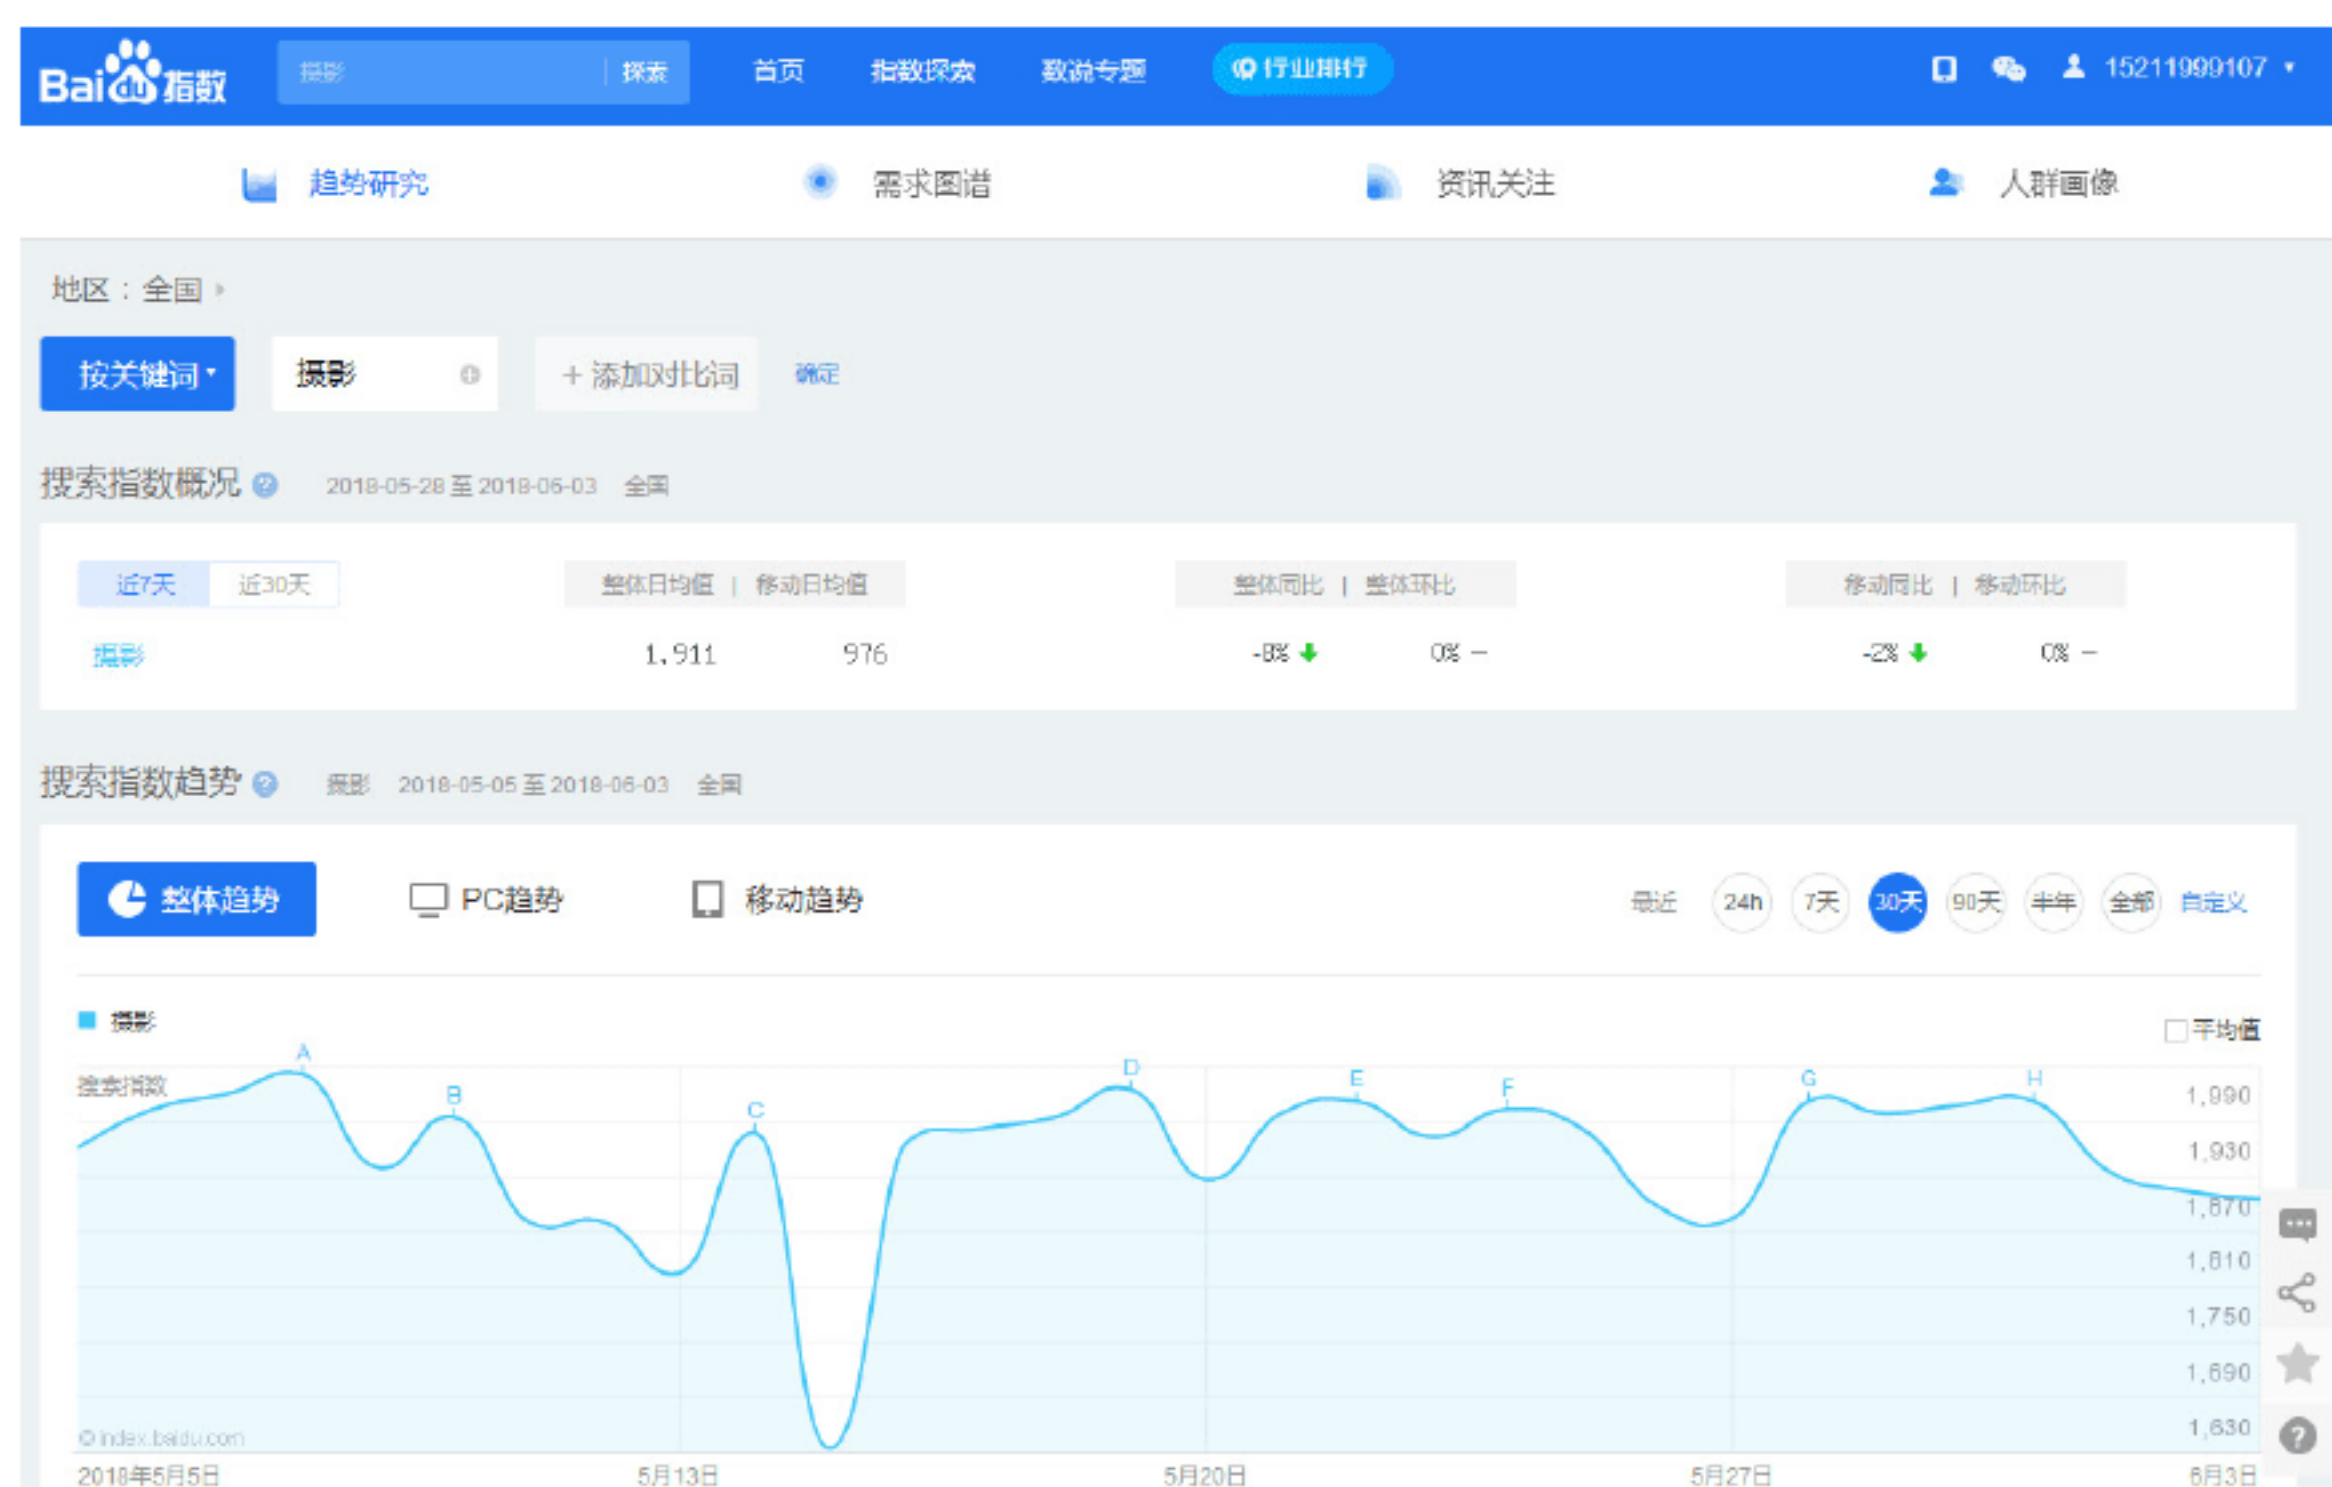 Bai du 指数 摄影 探索 首页 指数探索 数说专题 行业排行 15211999107
趋势研究 需求图谱 资讯关注 人群画像
地区：全国
按关键词 摄影 + 添加对比词 确定
搜索指数概况 ? 2018-05-28 至 2018-06-03 全国
近7天 近30天 整体日均值 | 移动日均值 整体同比 | 整体环比 移动同比 | 移动环比
摄影 1,911 976 -8% 0% - -2% 0% -
搜索指数趋势 ? 摄影 2018-05-05 至 2018-06-03 全国
整体趋势 PC趋势 移动趋势 最近 24h 7天 30天 90天 半年 全部 自定义
摄影
平均值
搜索指数
A
B
C
D
E
F
G
H
1,990
1,930
1,870
1,810
1,750
1,690
1,630
© index.baidu.com
2018年5月5日 5月13日 5月20日 5月27日 6月3日
?